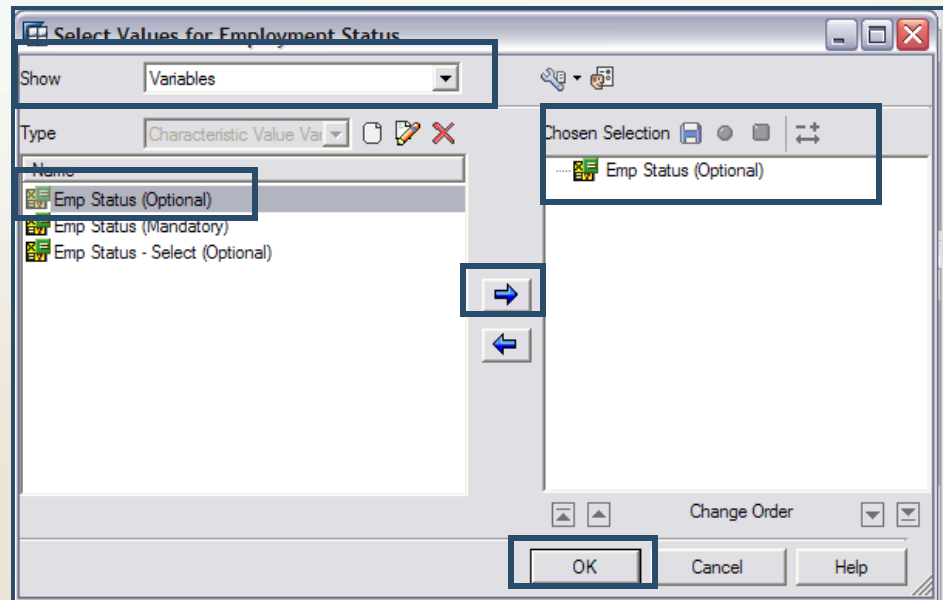 Select Values for Employment Status
Show Variables
Type Characteristic Value Var
Chosen Selection
Name
Emp Status (Optional)
Emp Status (Mandatory)
Emp Status - Select (Optional)
Emp Status (Optional)
Change Order
OK Cancel Help